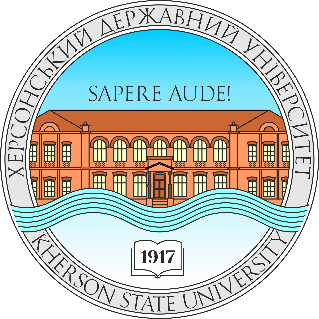 ХЕРСОНСЬКИЙ ДЕРЖАВНИЙ УНІВЕРСИТЕТ
SAPERE AUDE!
1917
KHERSON STATE UNIVERSITY